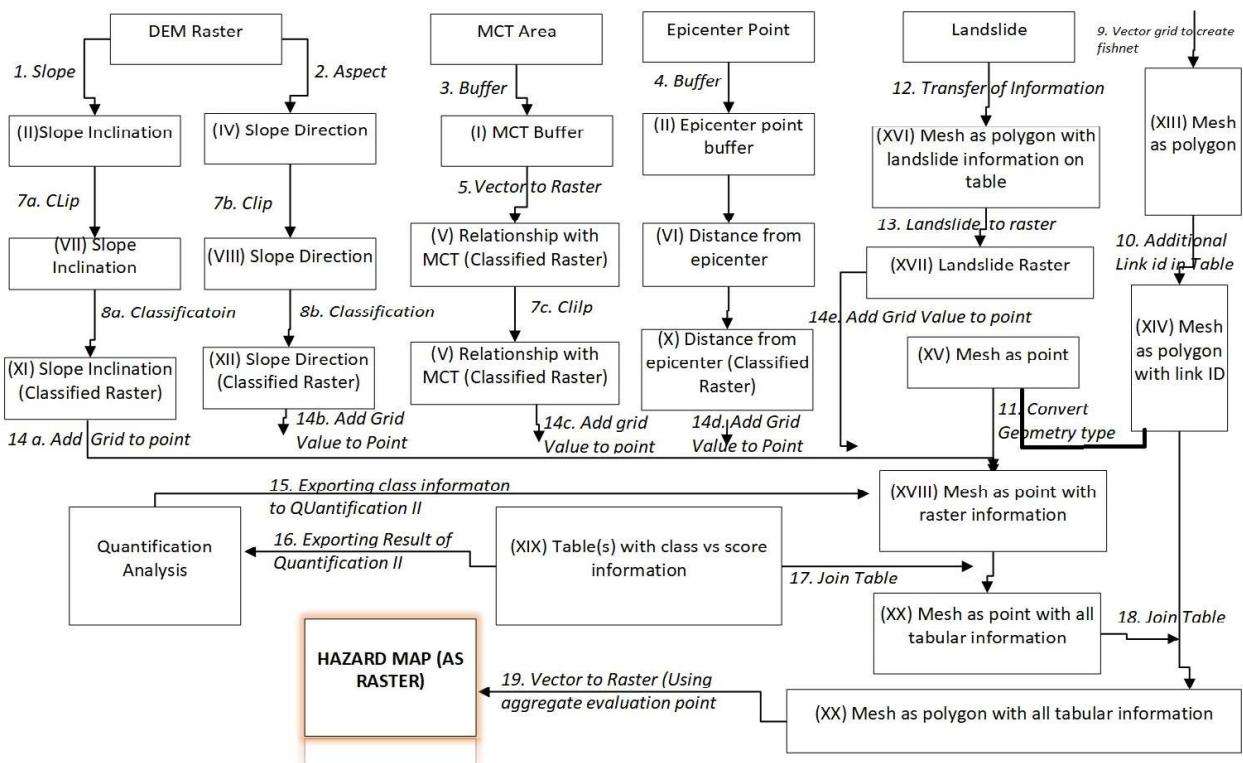 DEM Raster
MCT Area
Epicenter Point
Landslide
9. Vector grid to create
fishnet
1. Slope
2. Aspect
3. Buffer
4. Buffer
12. Transfer of Information
(II)Slope Inclination
(IV) Slope Direction
(I) MCT Buffer
(II) Epicenter point
buffer
(XVI) Mesh as polygon with
landslide information on
table
(XIII) Mesh
as polygon
7a. CLip
7b. Clip
5.Vector to Raster
13. Landslide to raster
(VII) Slope
Inclination
(VIII) Slope Direction
(V) Relationship with
MCT (Classified Raster)
(VI) Distance from
epicenter
(XVII) Landslide Raster
10. Additional
Link id in Table
8a. Classificatoin
8b. Classification
7c. Clilp
14e. Add Grid Value to point
(XI) Slope Inclination
(Classified Raster)
(XII) Slope Direction
(Classified Raster)
(V) Relationship with
MCT (Classified Raster)
(X) Distance from
epicenter (Classified
Raster)
(XV) Mesh as point
(XIV) Mesh
as polygon
with link ID
14 a. Add Grid to point
14b. Add Grid
Value to Point
14c. Add grid
Value to point
14d. Add Grid
Value to Point
11. Convert
Geometry type
15. Exporting class informaton
to QUantification II
(XVIII) Mesh as point with
raster information
Quantification
Analysis
16. Exporting Result of
Quantification II
(XIX) Table(s) with class vs score
information
17. Join Table
(XX) Mesh as point with all
tabular information
18. Join Table
HAZARD MAP (AS
RASTER)
19. Vector to Raster (Using
aggregate evaluation point
(XX) Mesh as polygon with all tabular information